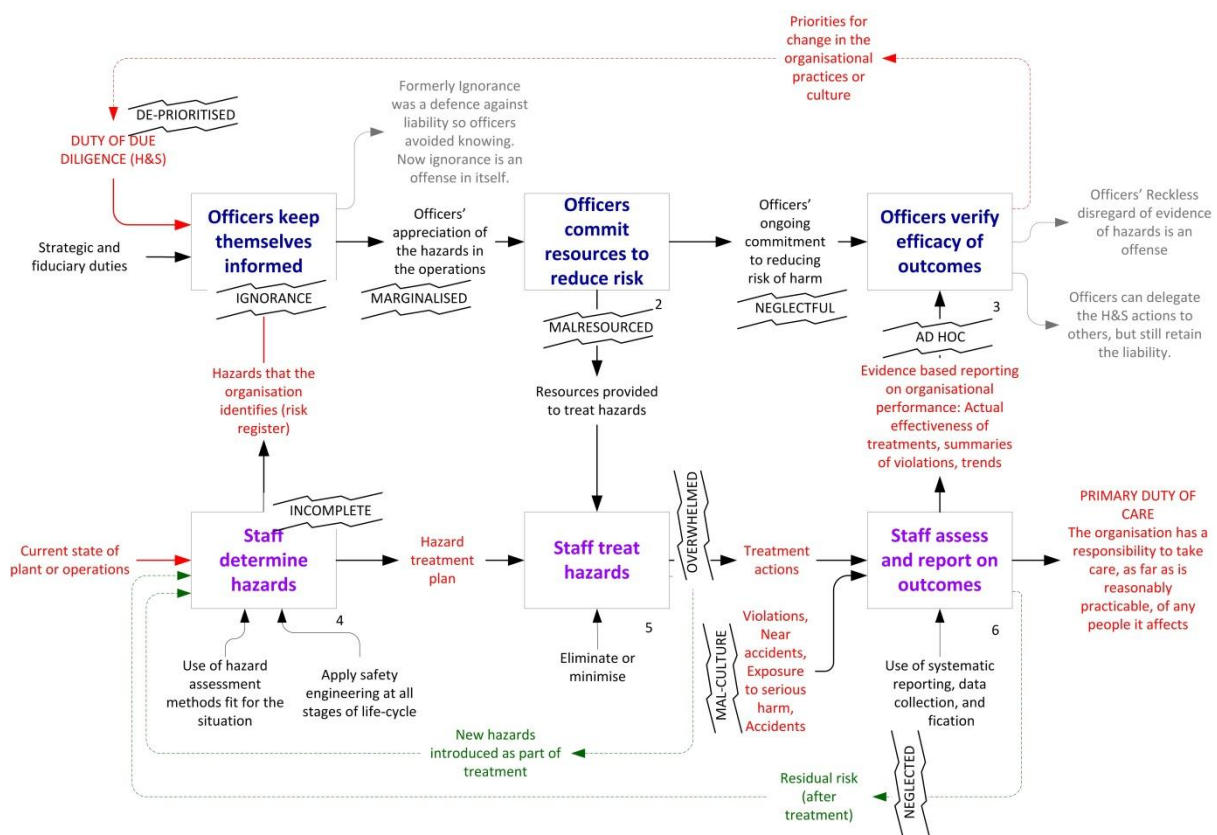 Priorities for
change in the
organisational
practices or
culture
DE-PRIORITISED
DUTY OF DUE
DILIGENCE (H&S)
Formerly Ignorance
was a defence against
liability so officers
avoided knowing.
Now ignorance is an
offense in itself.
Strategic and
fiduciary duties
Officers keep
themselves
informed
IGNORANCE
Officers’
appreciation of
the hazards in
the operations
MARGINALISED
Officers
commit
resources to
reduce risk
2
MALRESOURCED
Officers’
ongoing
commitment
to reducing
risk of harm
NEGLECTFUL
Officers verify
efficacy of
outcomes
3
AD HOC
Officers’ Reckless
disregard of evidence
of hazards is an
offense
Officers can delegate
the H&S actions to
others, but still retain
the liability.
Hazards that the
organisation
identifies (risk
register)
Resources provided
to treat hazards
Evidence based reporting
on organisational
performance: Actual
effectiveness of
treatments, summaries
of violations, trends
Current state of
plant or operations
INCOMPLETE
Staff
determine
hazards
4
Hazard
treatment
plan
Staff treat
hazards
5
OVERWHELMED
Treatment
actions
Staff assess
and report on
outcomes
6
PRIMARY DUTY OF
CARE
The organisation has a
responsibility to take
care, as far as is
reasonably
practicable, of any
people it affects
Use of hazard
assessment
methods fit for the
situation
Apply safety
engineering at all
stages of life-cycle
Eliminate or
minimise
MAL-CULTURE
Violations,
Near
accidents,
Exposure
to serious
harm,
Accidents
Use of systematic
reporting, data
collection, and
fication
New hazards
introduced as part of
treatment
Residual risk
(after
treatment)
NEGLECTED